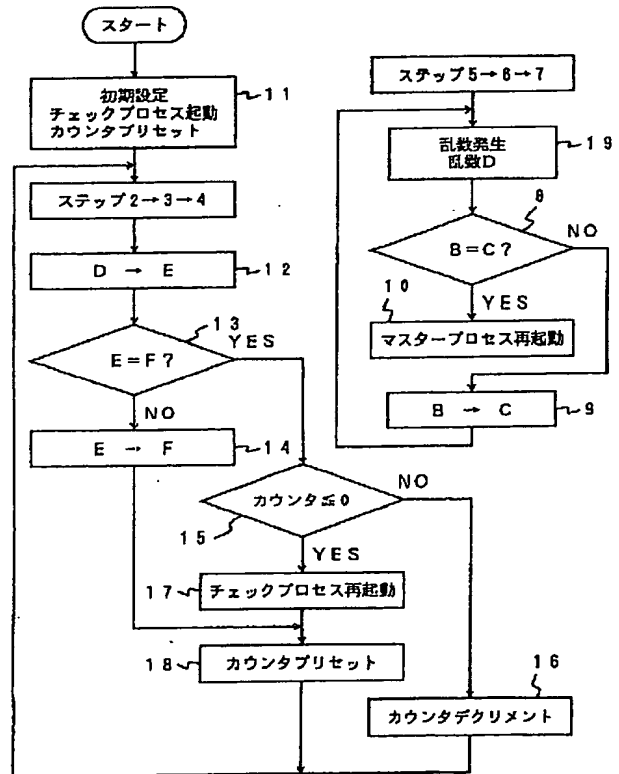 スタート
初期設定
チェックプロセス起動
カウンタプリセット
11
ステップ2→3→4
D → E
12
13
E=F?
YES
NO
E → F
14
カウンタ≦0
15
NO
YES
17
チェックプロセス再起動
18
カウンタプリセット
16
カウンタデクリメント
ステップ5→6→7
乱数発生
乱数D
19
8
B=C?
NO
YES
10
マスタープロセス再起動
B → C
9